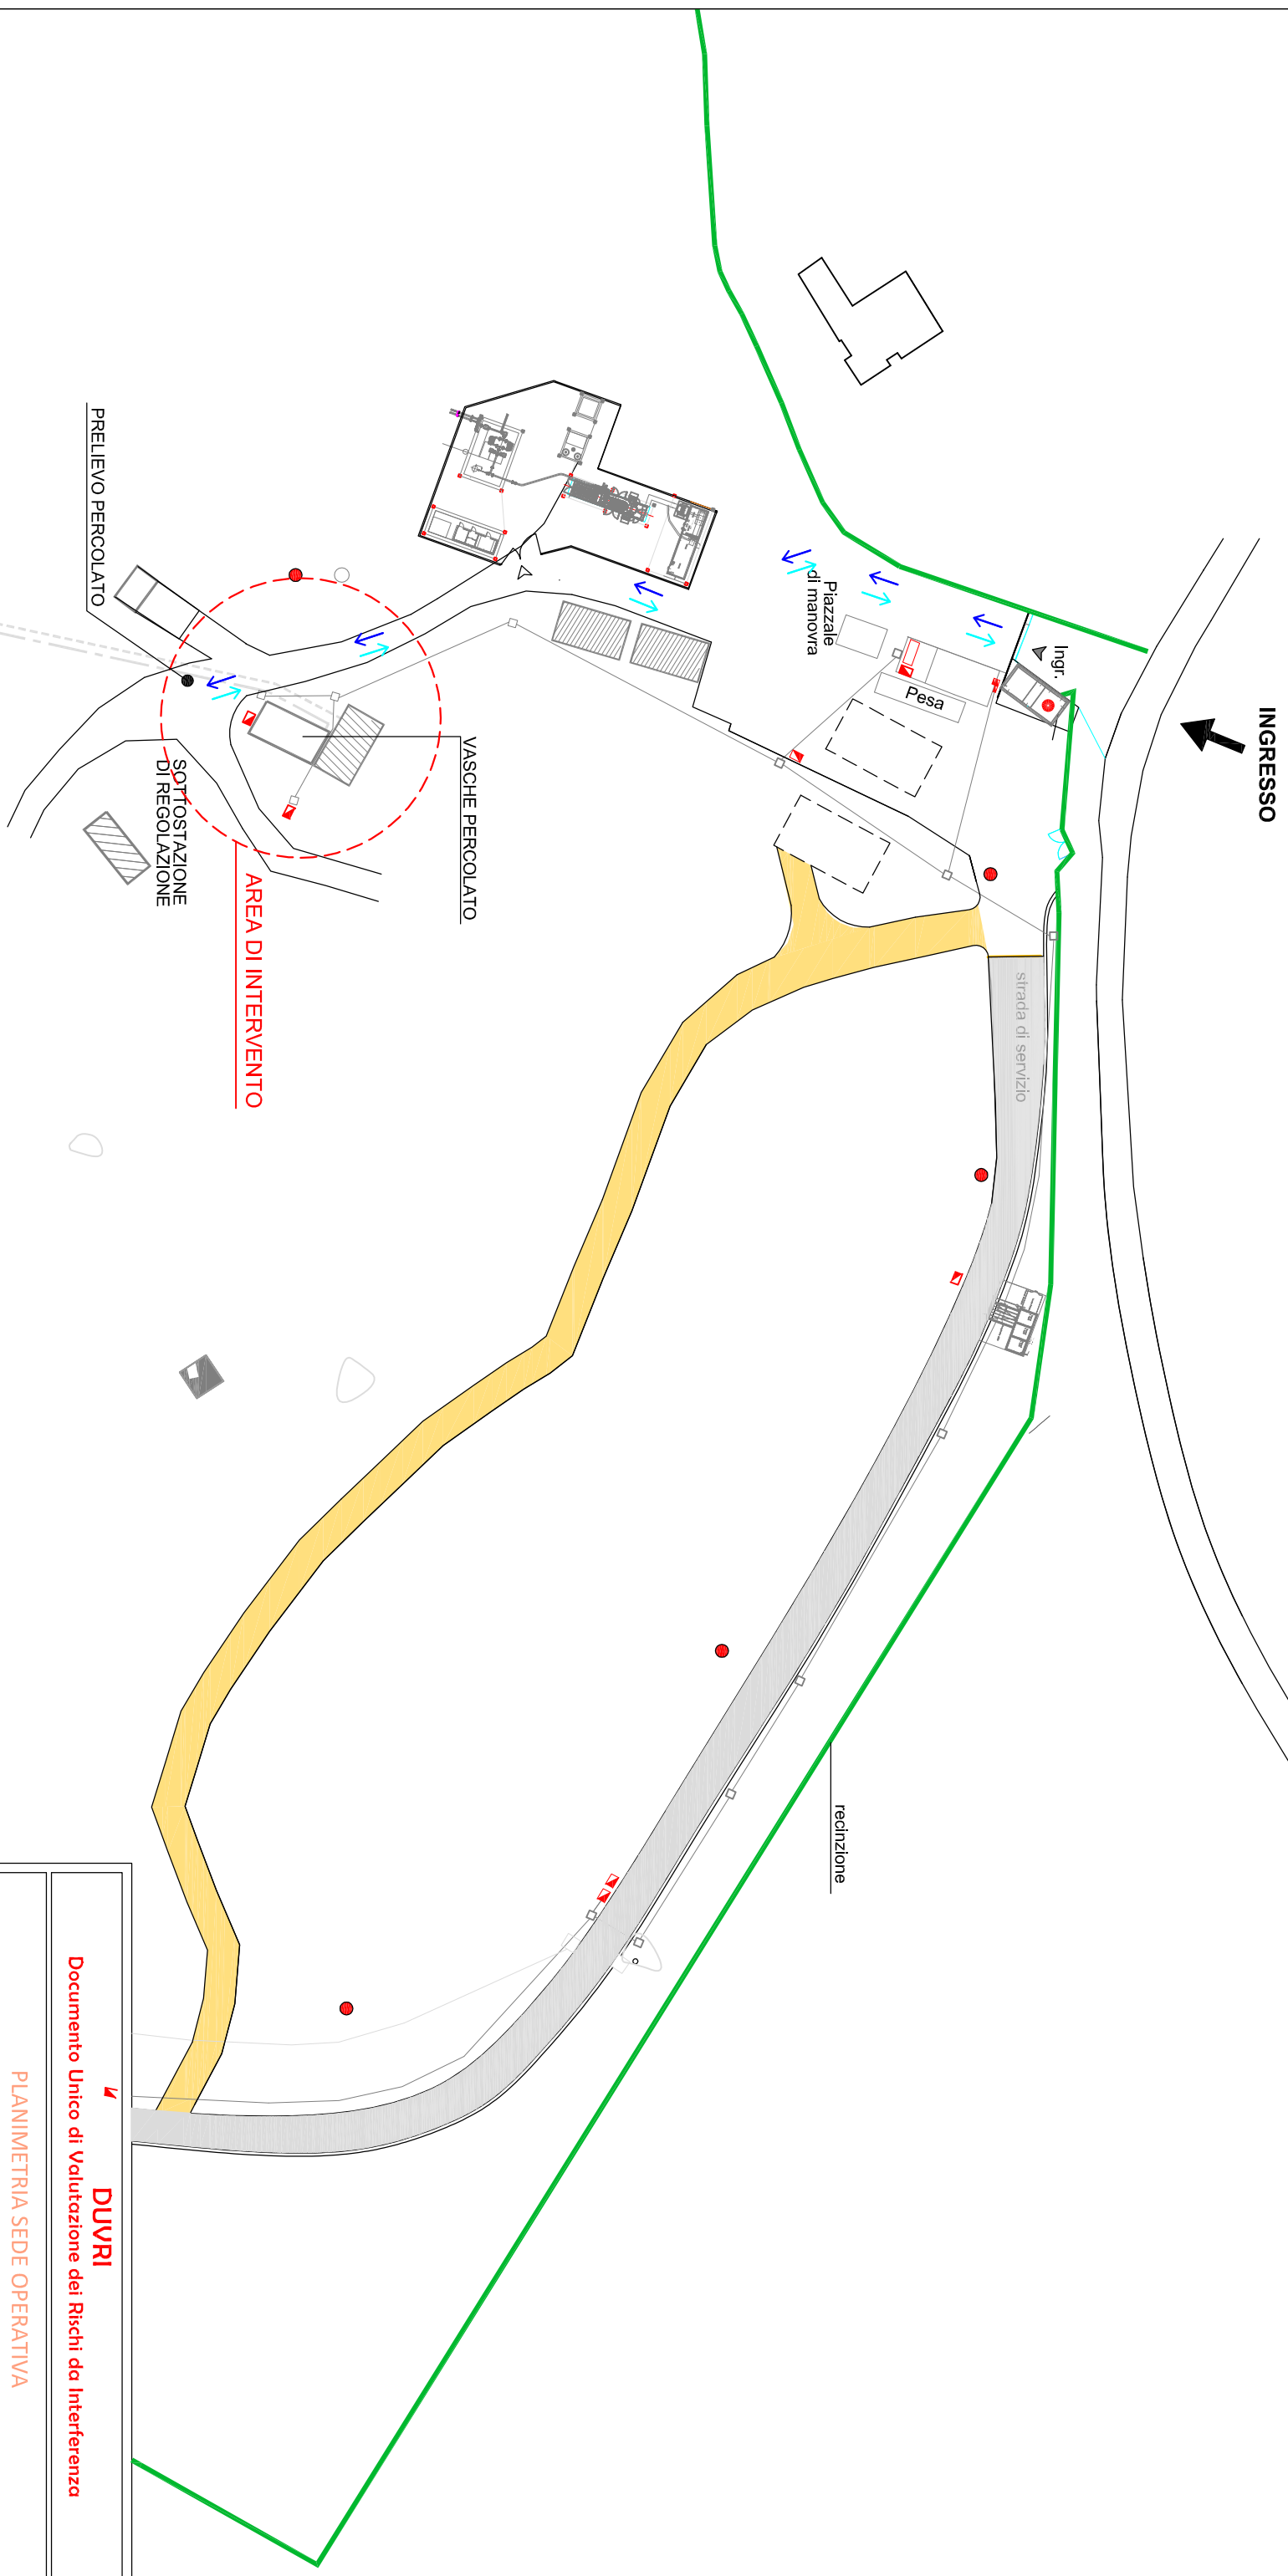 INGRESSO
Ingr.
Piazzale
di manovra
Pesa
PRELIEVO PERCOLATO
VASCHE PERCOLATO
SOTTOSTAZIONE
DI REGOLAZIONE
AREA DI INTERVENTO
strada di servizio
recinzione
DUVRI
Documento Unico di Valutazione dei Rischi da Interferenza
PLANIMETRIA SEDE OPERATIVA